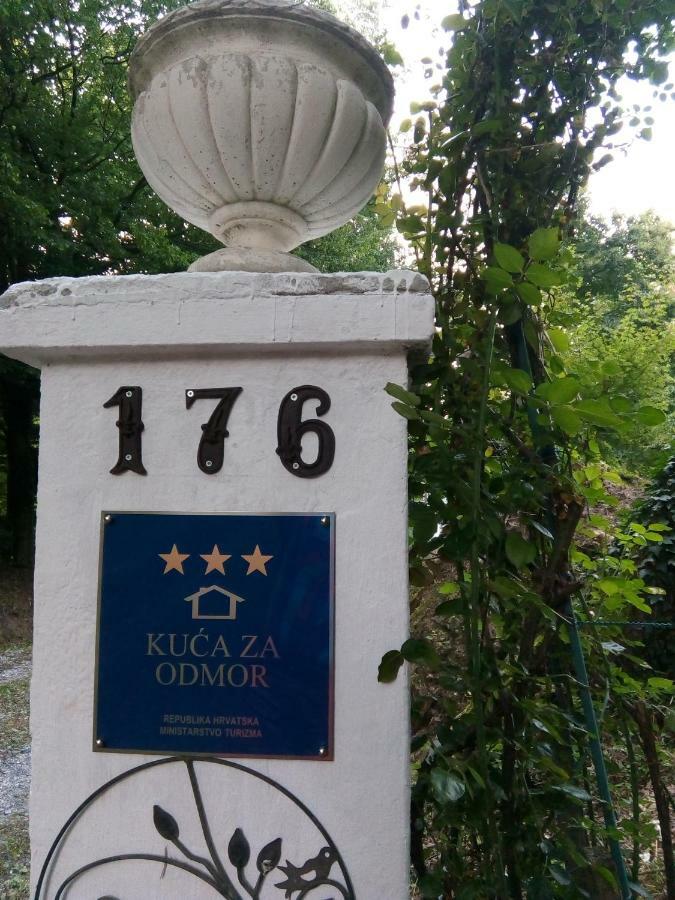 176
KUĆA ZA
ODMOR
REPUBLIKA HRVATSKA
MINISTARSTVO TURIZMA